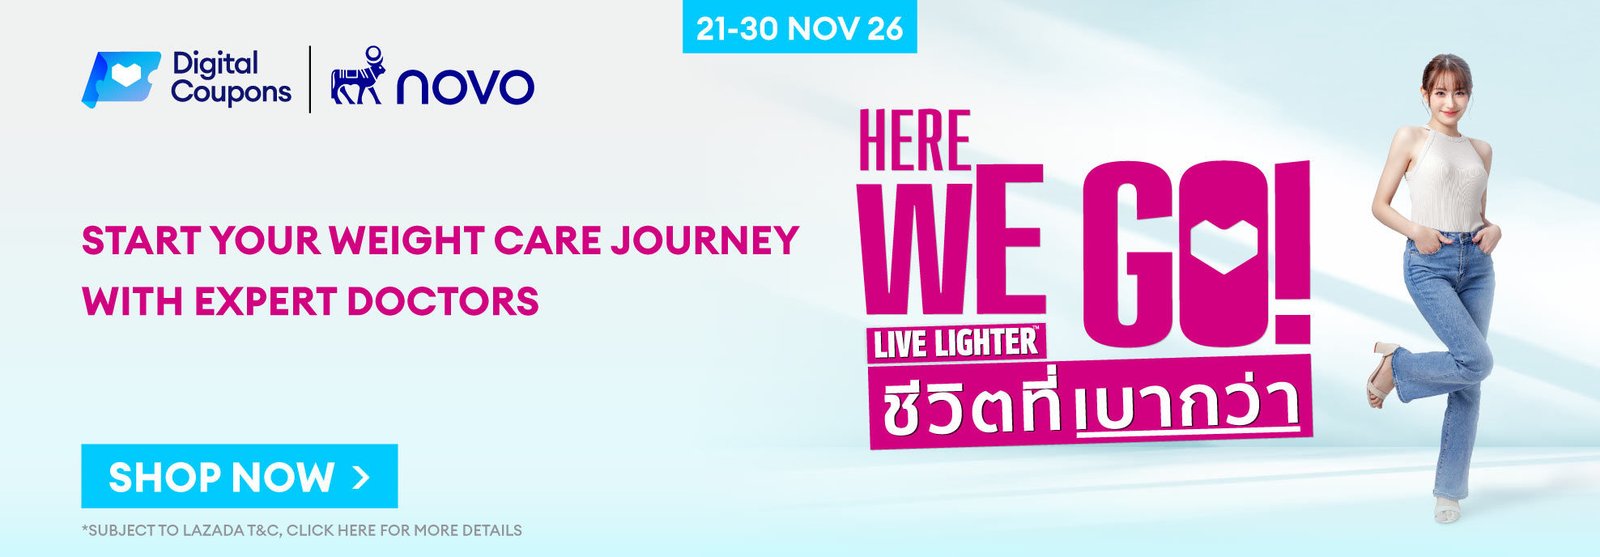 21-30 NOV 26
Digital
Coupons
novo
START YOUR WEIGHT CARE JOURNEY
WITH EXPERT DOCTORS
HERE
WE GO!
LIVE LIGHTER™
ชีวิตที่เบากว่า
SHOP NOW >
*SUBJECT TO LAZADA T&C, CLICK HERE FOR MORE DETAILS